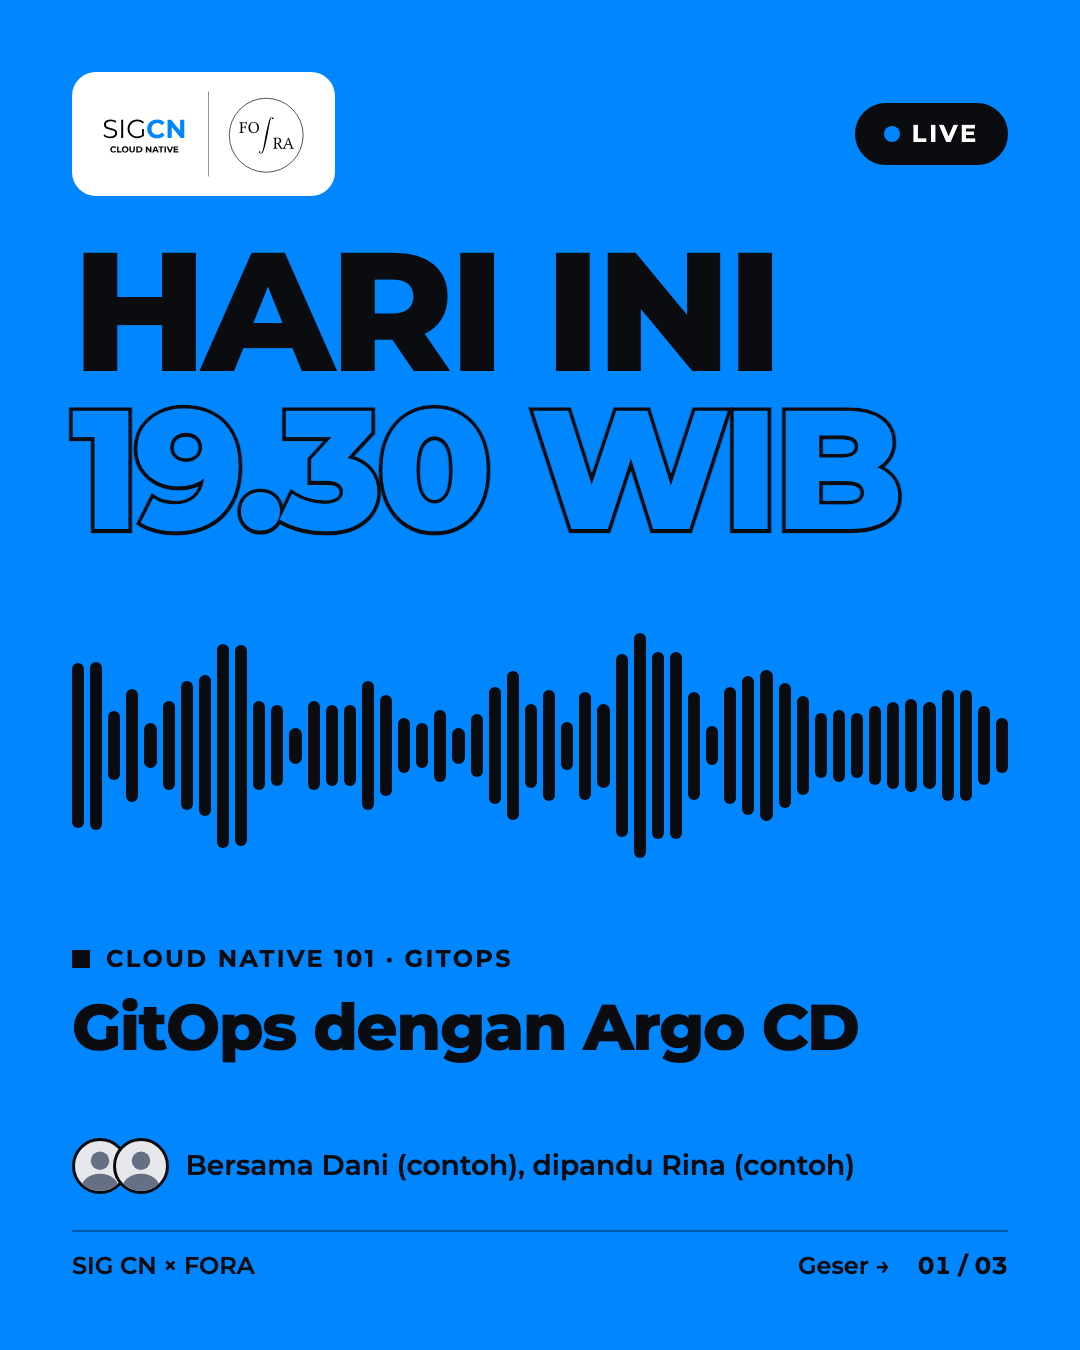 SIGCN
CLOUD NATIVE
FO
RA
LIVE
HARI INI
19.30 WIB
CLOUD NATIVE 101 · GITOPS
GitOps dengan Argo CD
Bersama Dani (contoh), dipandu Rina (contoh)
SIG CN × FORA
Geser → 01 / 03